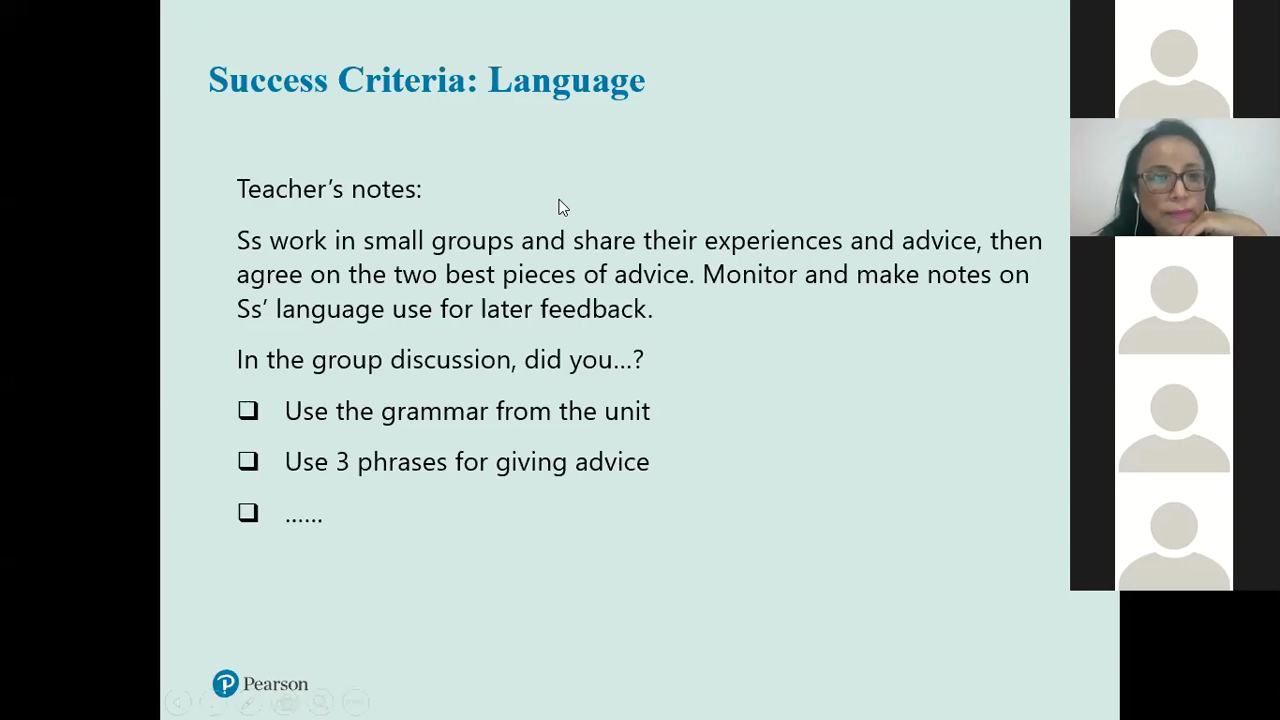 Success Criteria: Language
Teacher’s notes:
Ss work in small groups and share their experiences and advice, then
agree on the two best pieces of advice. Monitor and make notes on
Ss’ language use for later feedback.
In the group discussion, did you…?
Use the grammar from the unit
Use 3 phrases for giving advice
……
Pearson